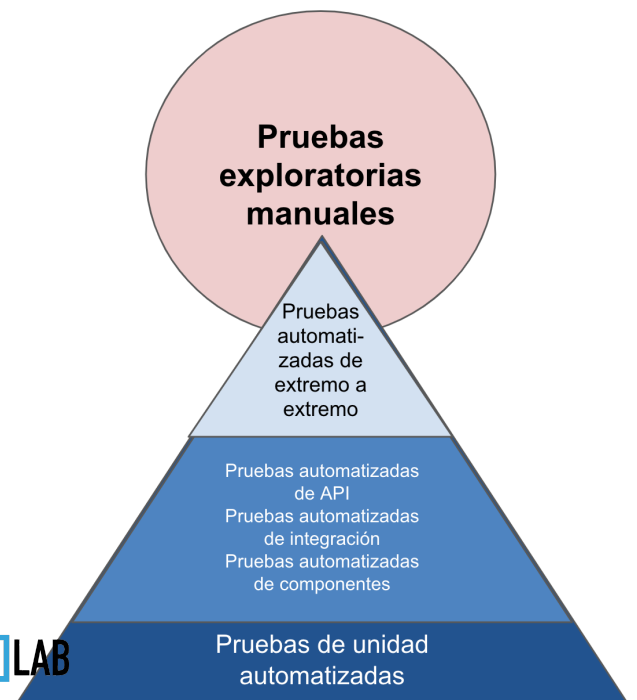 Pruebas
exploratorias
manuales
Pruebas
automati-
zadas de
extremo a
extremo
Pruebas automatizadas
de API
Pruebas automatizadas
de integración
Pruebas automatizadas
de componentes
Pruebas de unidad
automatizadas
LAB